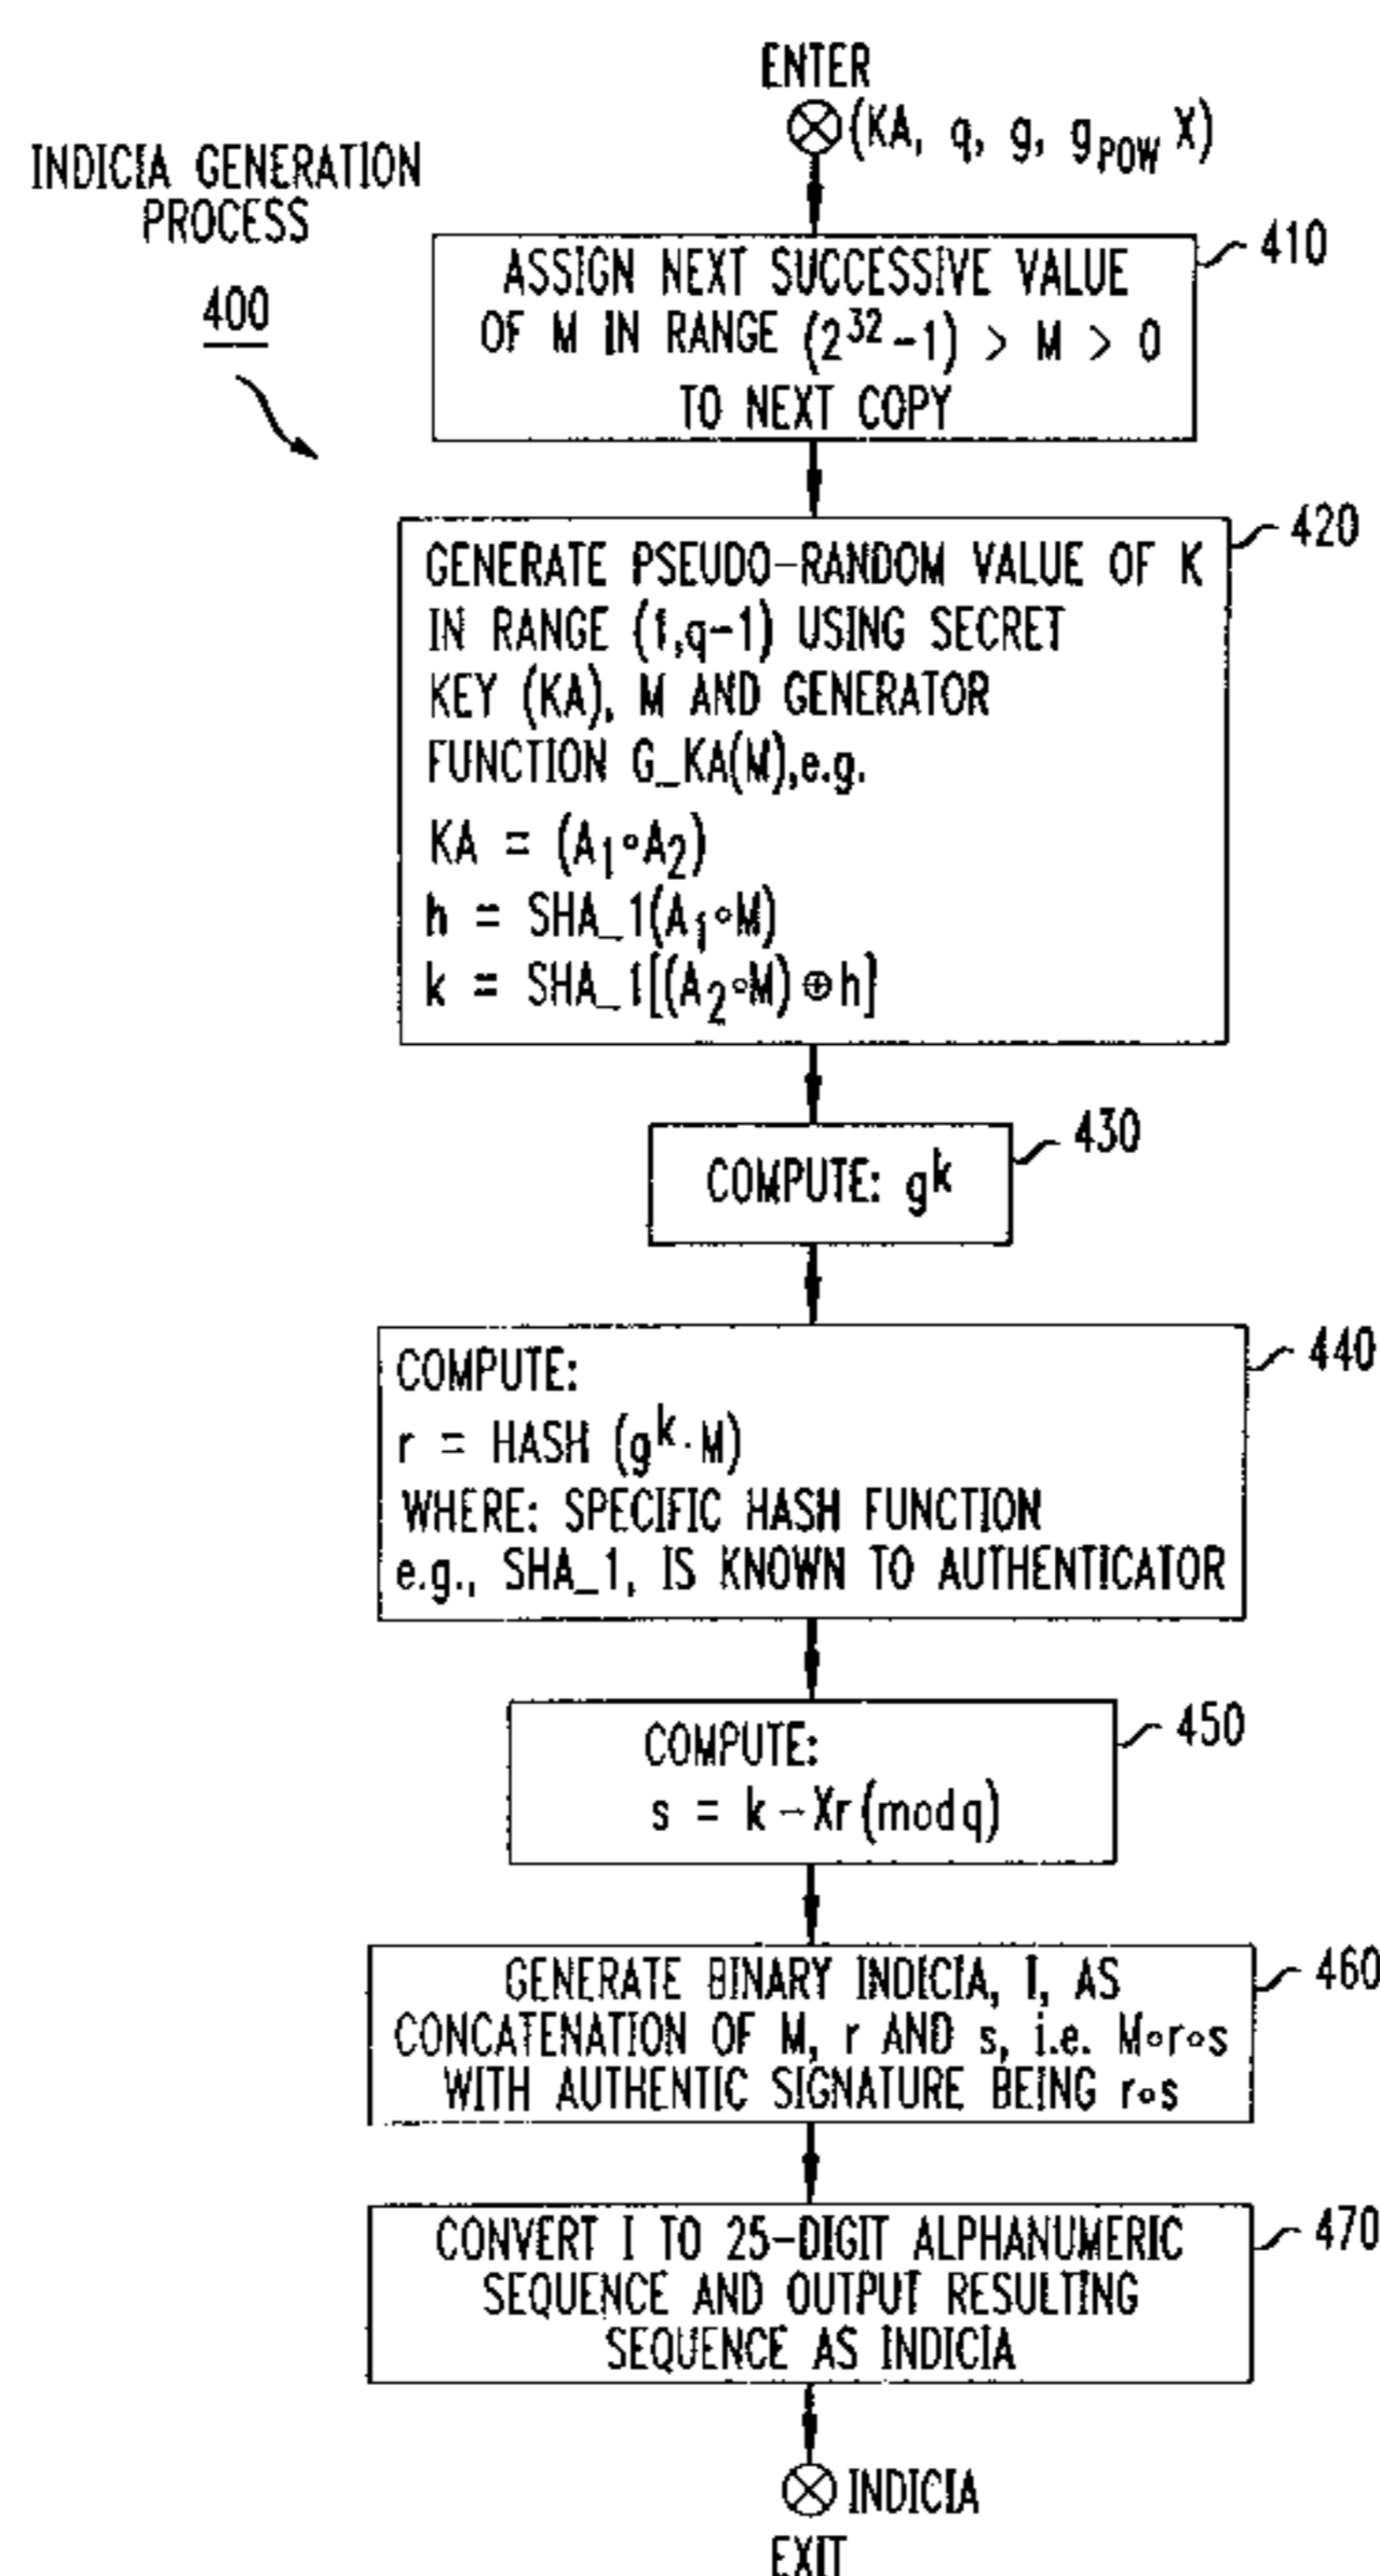 ENTER
(KA, q, g, g_POW X)
INDICIA GENERATION
PROCESS
400
410
ASSIGN NEXT SUCCESSIVE VALUE
OF M IN RANGE (2^32-1) > M > 0
TO NEXT COPY
420
GENERATE PSEUDO-RANDOM VALUE OF K
IN RANGE (1,q-1) USING SECRET
KEY (KA), M AND GENERATOR
FUNCTION G_KA(M),e.g.
KA = (A₁∘A₂)
h = SHA_1(A₁∘M)
k = SHA_1[(A₂∘M)⊕h]
430
COMPUTE: g^k
440
COMPUTE:
r = HASH (g^k·M)
WHERE: SPECIFIC HASH FUNCTION
e.g., SHA_1, IS KNOWN TO AUTHENTICATOR
450
COMPUTE:
s = k-Xr(mod q)
460
GENERATE BINARY INDICIA, I, AS
CONCATENATION OF M, r AND s, i.e. M∘r∘s
WITH AUTHENTIC SIGNATURE BEING r∘s
470
CONVERT I TO 25-DIGIT ALPHANUMERIC
SEQUENCE AND OUTPUT RESULTING
SEQUENCE AS INDICIA
INDICIA
EXIT